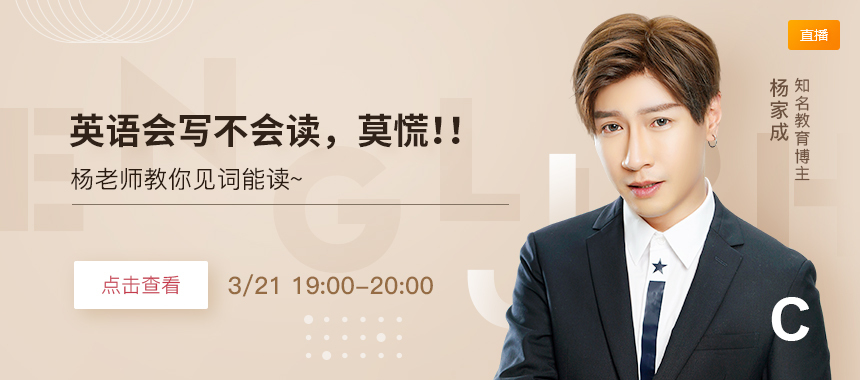 直播
英语会写不会读，莫慌！！
杨老师教你见词能读~
点击查看
3/21 19:00-20:00
知名教育博主
杨家成
ENGLISH
J
C